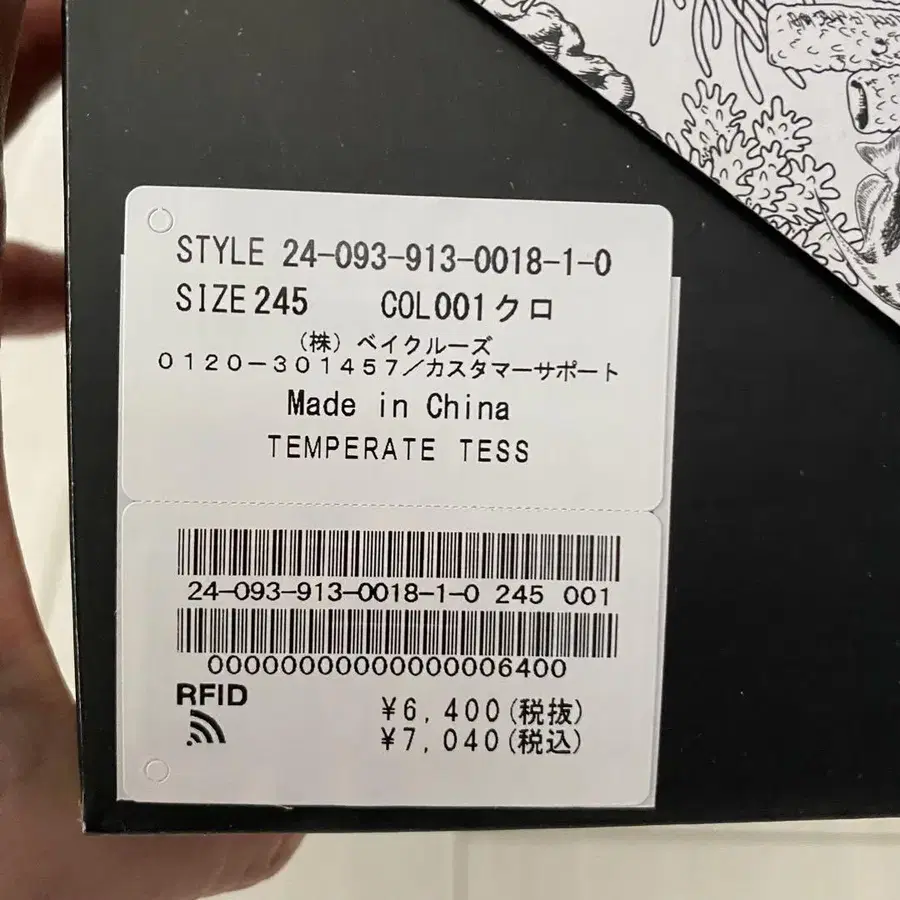 STYLE 24-093-913-0018-1-0
SIZE 245 COL001クロ
（株）ベイクルーズ
０１２０－３０１４５７／カスタマーサポート
Made in China
TEMPERATE TESS
24-093-913-0018-1-0 245 001
00000000000000006400
RFID
¥6,400(税抜)
¥7,040(税込)